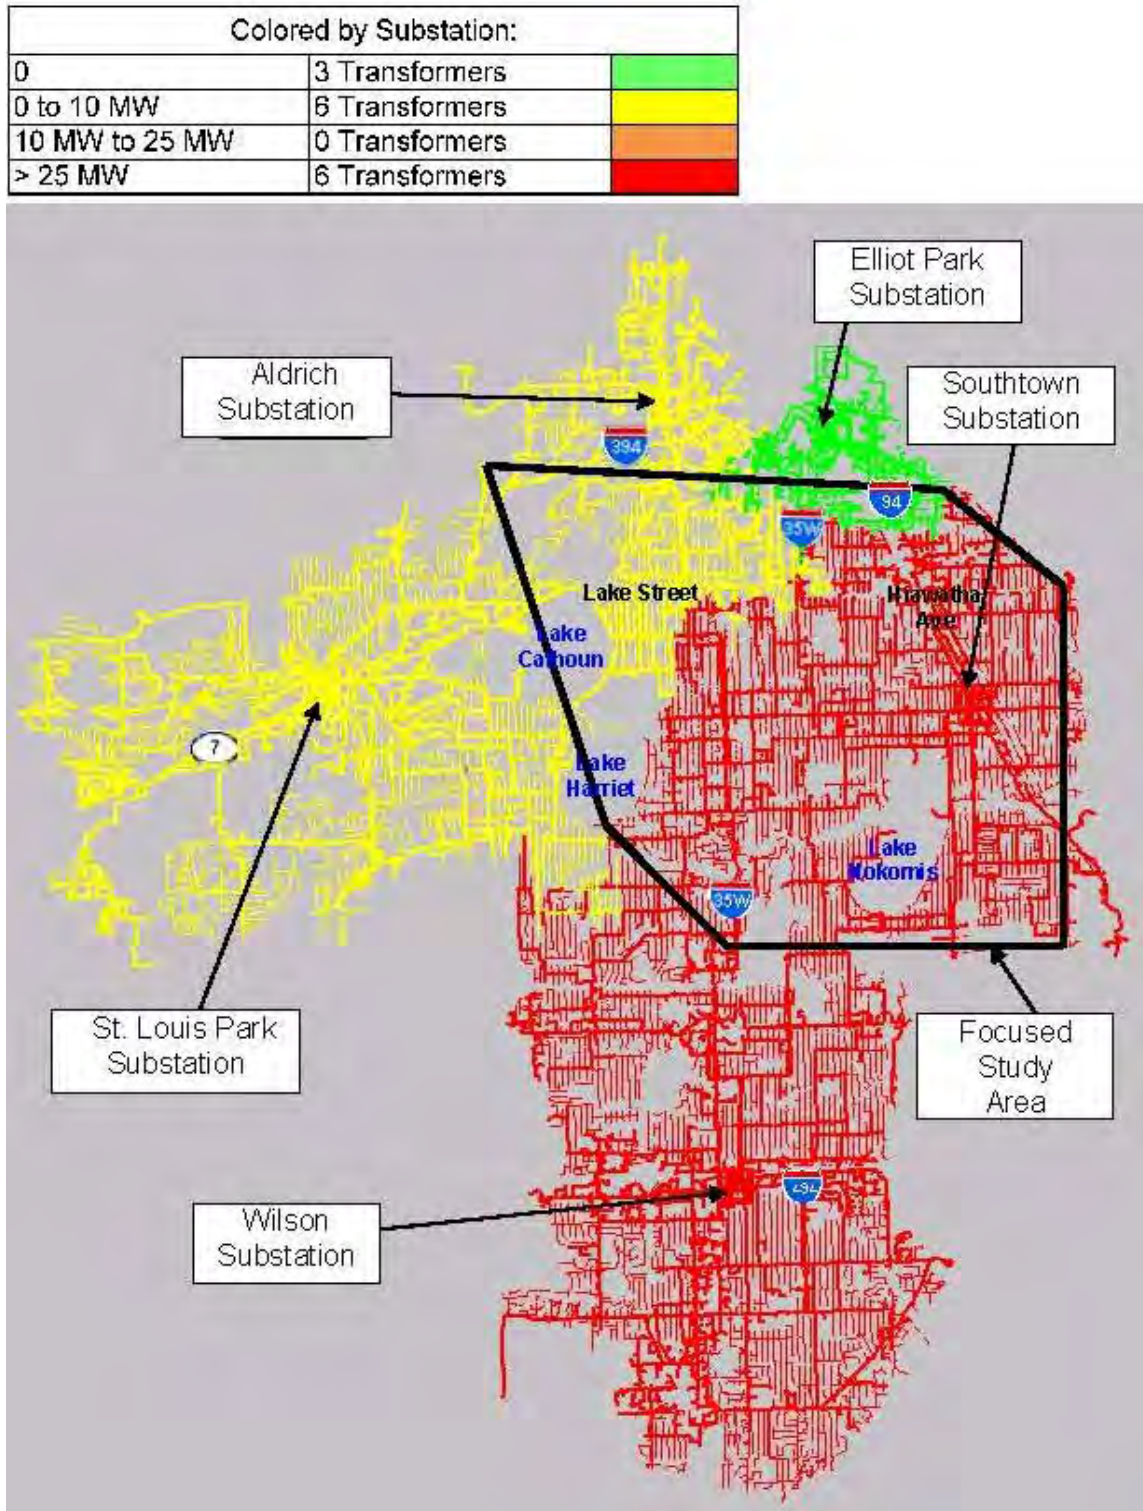 Colored by Substation:
0 3 Transformers
0 to 10 MW 6 Transformers
10 MW to 25 MW 0 Transformers
> 25 MW 6 Transformers
Elliot Park
Substation
Aldrich
Substation
Southtown
Substation
394
94
35W
Lake Street
Hiawatha
Ave
Lake
Calhoun
7
Lake
Harriet
Lake
Nokomis
35W
St. Louis Park
Substation
Focused
Study
Area
Wilson
Substation
494